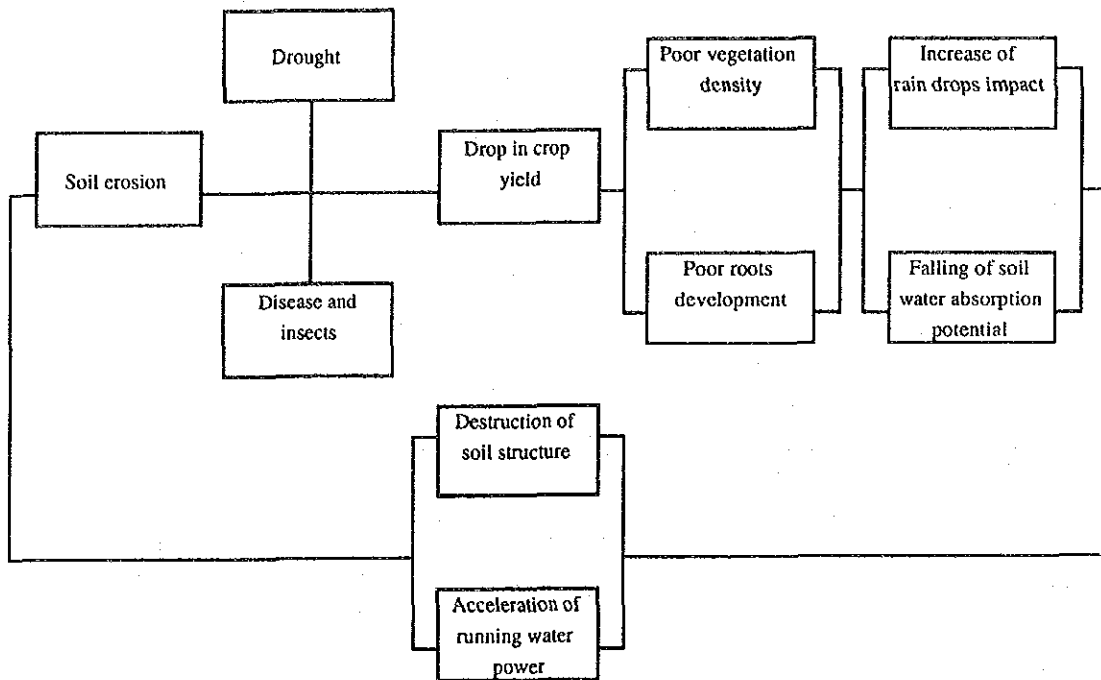 Drought
Soil erosion
Disease and
insects
Drop in crop
yield
Poor vegetation
density
Poor roots
development
Increase of
rain drops impact
Falling of soil
water absorption
potential
Destruction of
soil structure
Acceleration of
running water
power